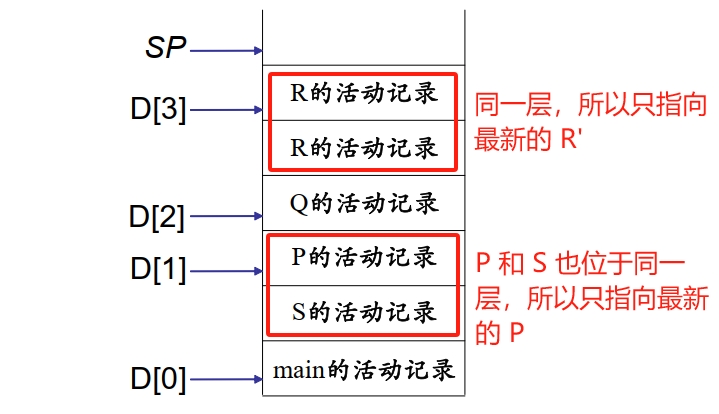 SP
R的活动记录
D[3]
同一层，所以只指向
最新的 R'
R的活动记录
Q的活动记录
D[2]
P的活动记录
D[1]
P 和 S 也位于同一
层，所以只指向最新
的 P
S的活动记录
main的活动记录
D[0]